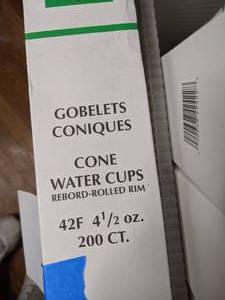 GOBELETS
CONIQUES
CONE
WATER CUPS
REBORD-ROLLED RIM
42F 4 1/2 oz.
200 CT.